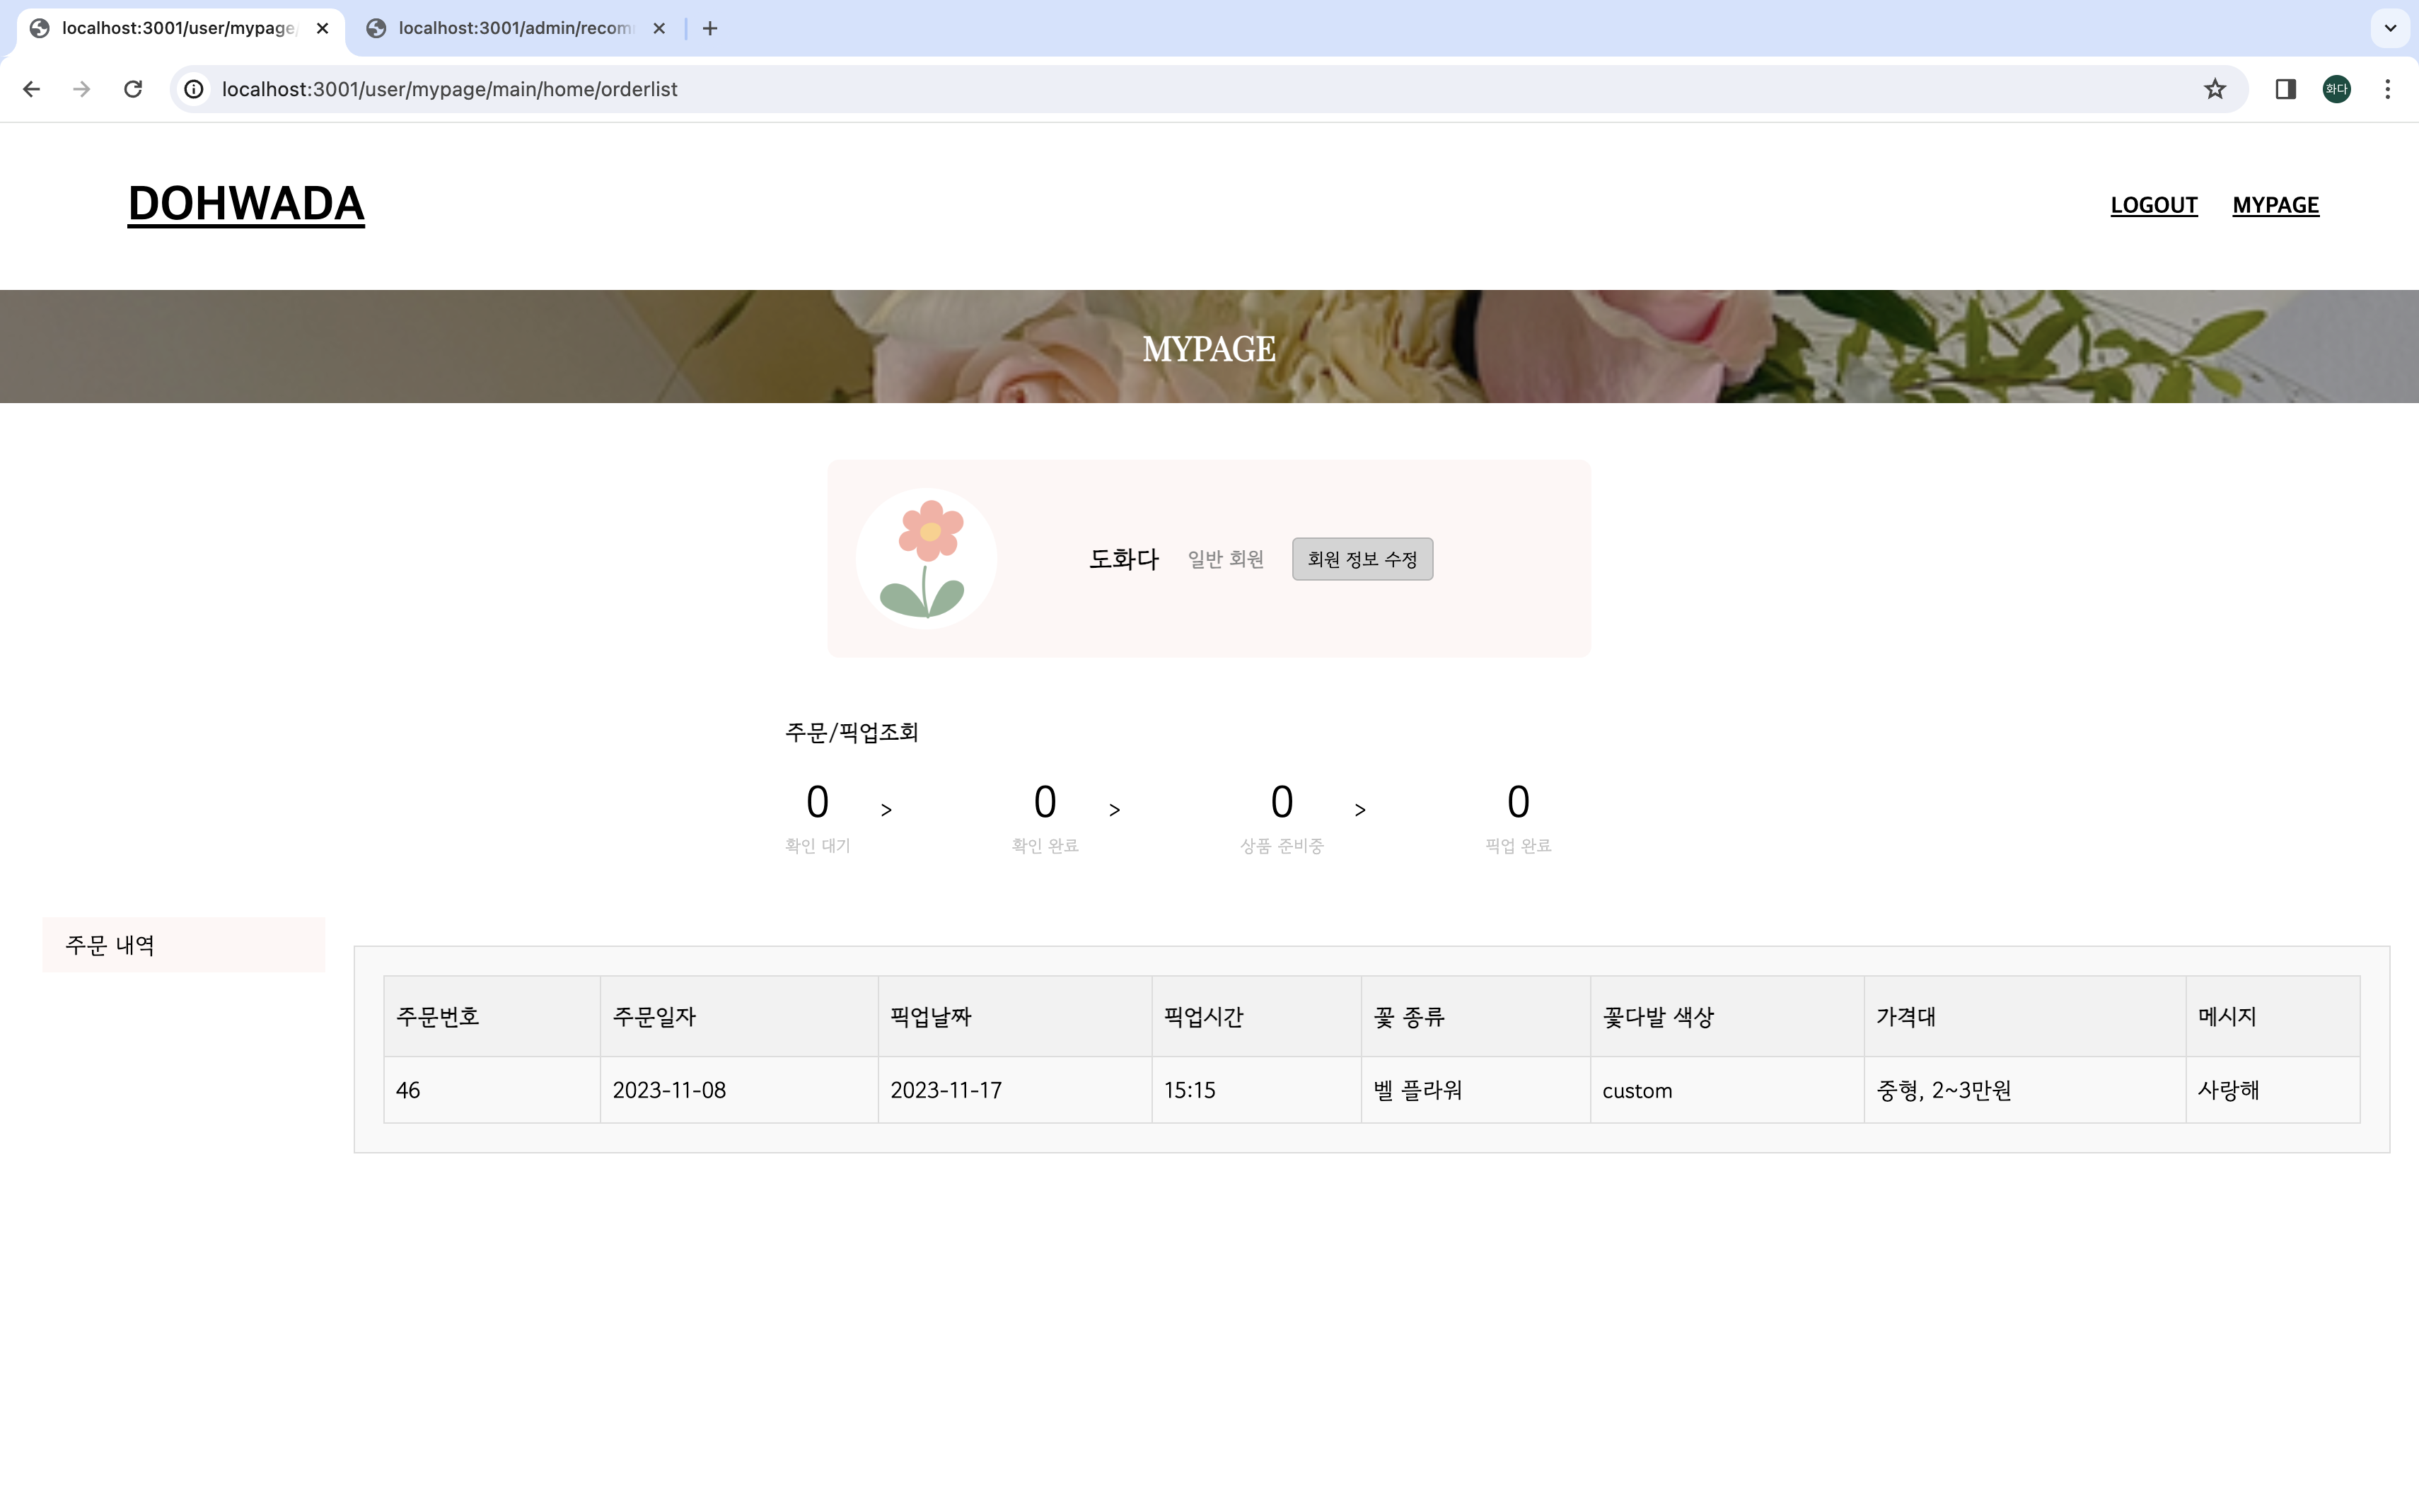 localhost:3001/user/mypage/
localhost:3001/admin/recom
localhost:3001/user/mypage/main/home/orderlist
화다
DOHWADA
LOGOUT MYPAGE
MYPAGE
도화다 일반 회원 회원 정보 수정
주문/픽업조회
0 > 0 > 0 > 0
확인 대기 확인 완료 상품 준비중 픽업 완료
주문 내역
주문번호 주문일자 픽업날짜 픽업시간 꽃 종류 꽃다발 색상 가격대 메시지
46 2023-11-08 2023-11-17 15:15 벨 플라워 custom 중형, 2~3만원 사랑해